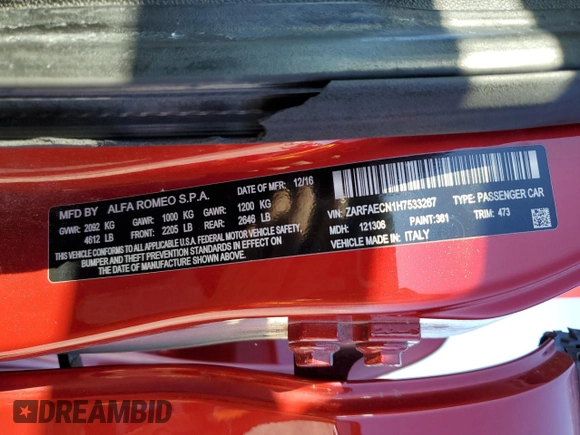 MFD BY ALFA ROMEO S.P.A. DATE OF MFR: 12/16
GVWR: 2092 KG GAWR: 1000 KG GAWR: 1200 KG
4612 LB FRONT: 2205 LB REAR: 2646 LB
THIS VEHICLE CONFORMS TO ALL APPLICABLE U.S.A. FEDERAL MOTOR VEHICLE SAFETY,
BUMPER AND THEFT PREVENTION STANDARDS IN EFFECT ON
THE DATE OF MANUFACTURE SHOWN ABOVE.
VIN: ZARFAECN1H7533267 TYPE: PASSENGER CAR
MDH: 121306 PAINT: 361 TRIM: 473
VEHICLE MADE IN: ITALY
DREAMBID